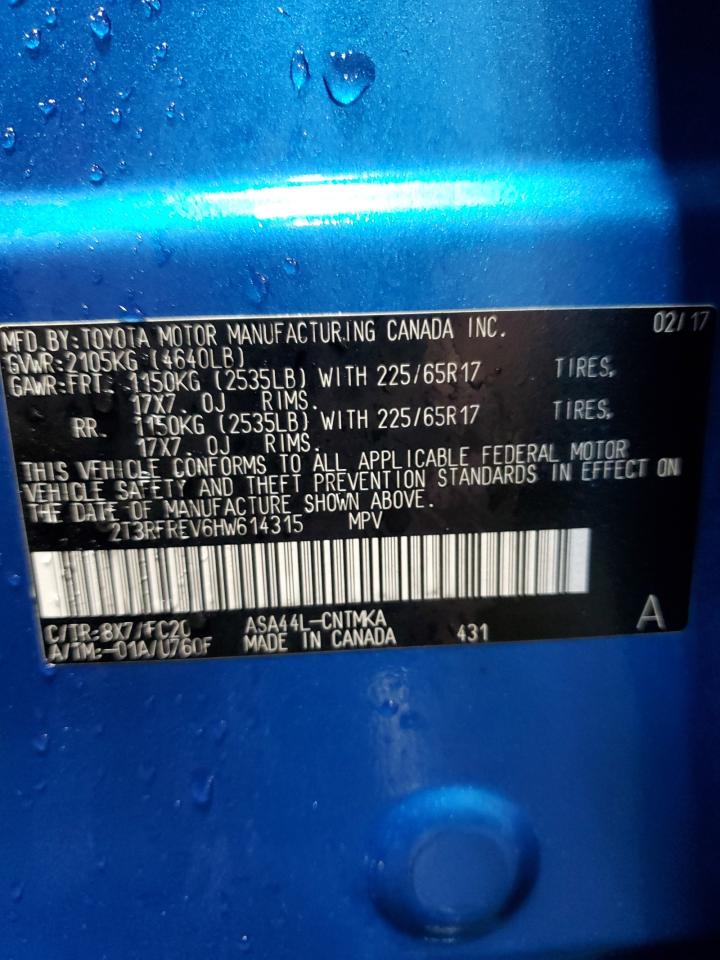 MFD.BY:TOYOTA MOTOR MANUFACTURING CANADA INC. 02/17
GVWR:2105KG (4640LB)
GAWR:FRT. 1150KG (2535LB) WITH 225/65R17 TIRES,
17X7.0J RIMS.
RR. 1150KG (2535LB) WITH 225/65R17 TIRES,
17X7.0J RIMS.
THIS VEHICLE CONFORMS TO ALL APPLICABLE FEDERAL MOTOR
VEHICLE SAFETY AND THEFT PREVENTION STANDARDS IN EFFECT ON
THE DATE OF MANUFACTURE SHOWN ABOVE.
2T3RFREV6HW614315 MPV
C/TR:8X7/FC20 ASA44L-CNTMKA A
A/TM:-01A/U760F MADE IN CANADA 431